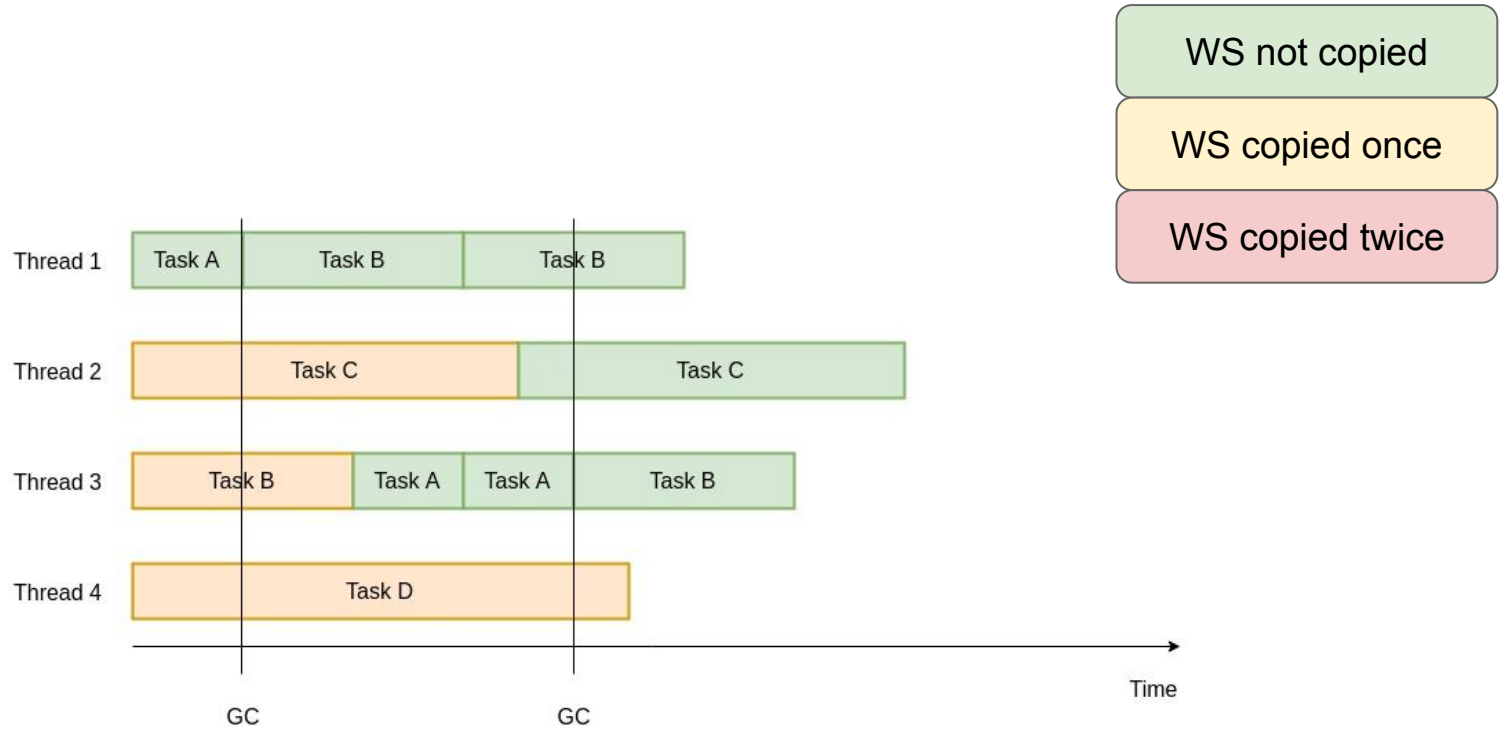 WS not copied
WS copied once
WS copied twice
Thread 1 Task A Task B Task B
Thread 2 Task C Task C
Thread 3 Task B Task A Task A Task B
Thread 4 Task D
Time
GC GC